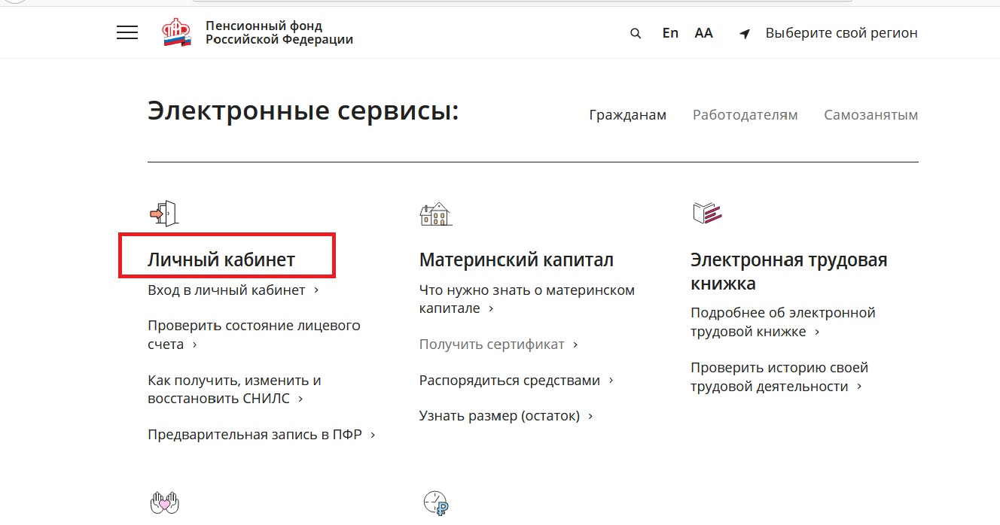 Пенсионный фонд
Российской Федерации
En AA Выберите свой регион
Электронные сервисы:
Гражданам Работодателям Самозанятым
Личный кабинет
Вход в личный кабинет ›
Проверить состояние лицевого
счета ›
Как получить, изменить и
восстановить СНИЛС ›
Предварительная запись в ПФР ›
Материнский капитал
Что нужно знать о материнском
капитале ›
Получить сертификат ›
Распорядиться средствами ›
Узнать размер (остаток) ›
Электронная трудовая
книжка
Подробнее об электронной
трудовой книжке ›
Проверить историю своей
трудовой деятельности ›